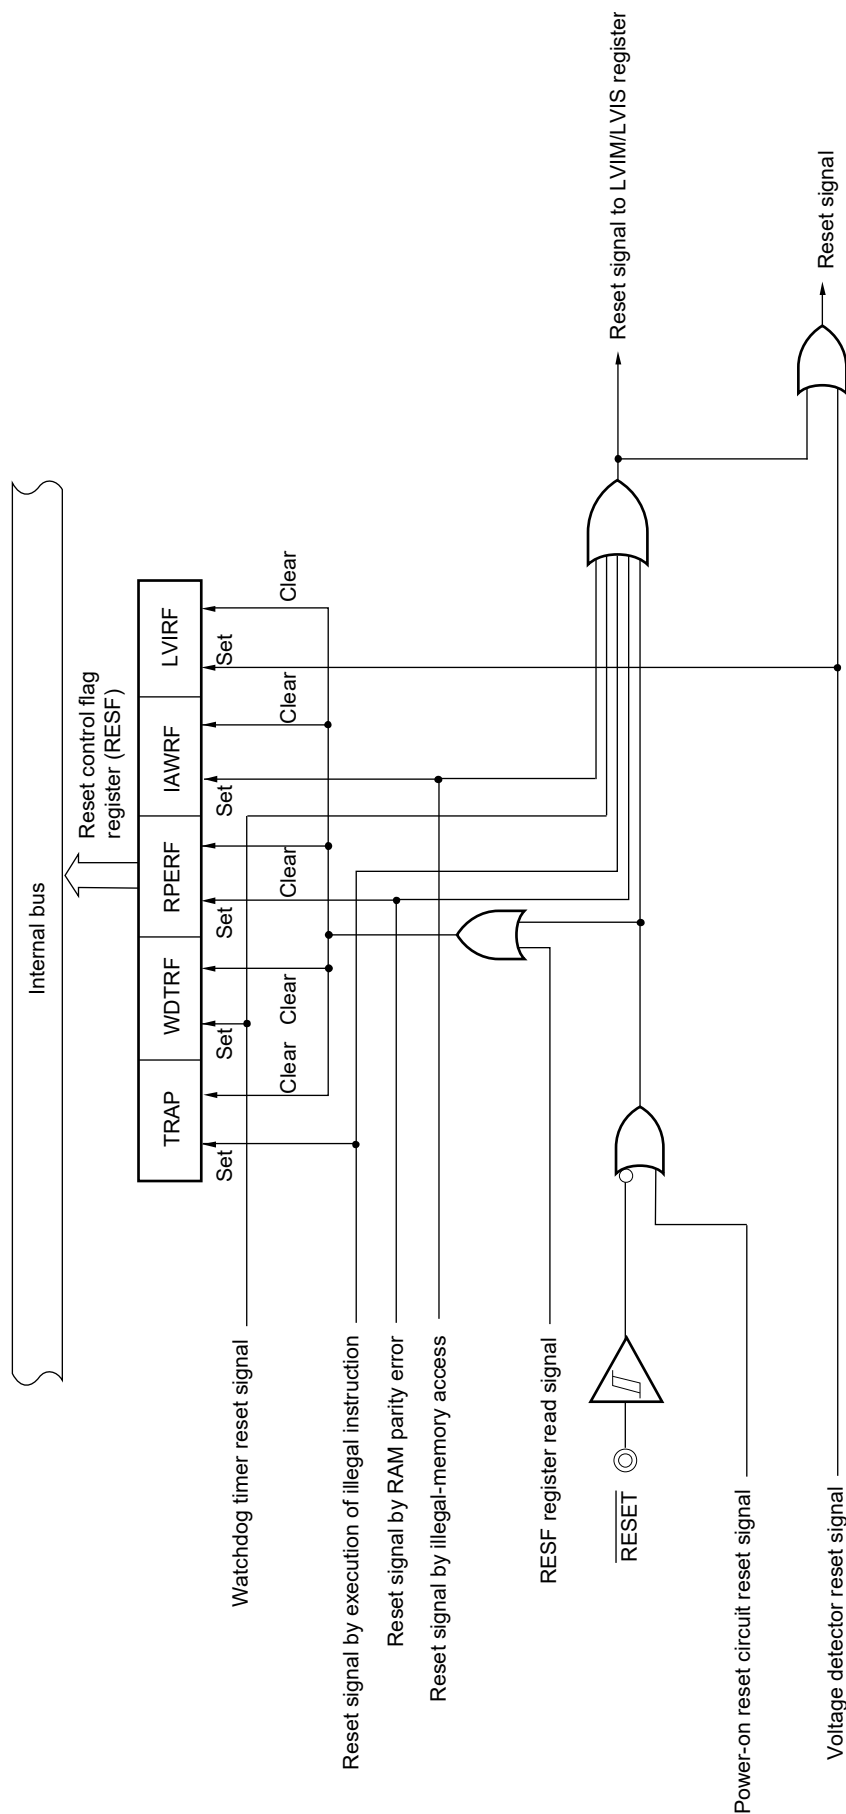 Internal bus
Reset control flag
register (RESF)
TRAP
WDTRF
RPERF
IAWRF
LVIRF
Set
Set
Set
Set
Set
Clear
Clear
Clear
Clear
Clear
Watchdog timer reset signal
Reset signal by execution of illegal instruction
Reset signal by RAM parity error
Reset signal by illegal-memory access
RESF register read signal
RESET
Power-on reset circuit reset signal
Voltage detector reset signal
Reset signal to LVIM/LVIS register
Reset signal